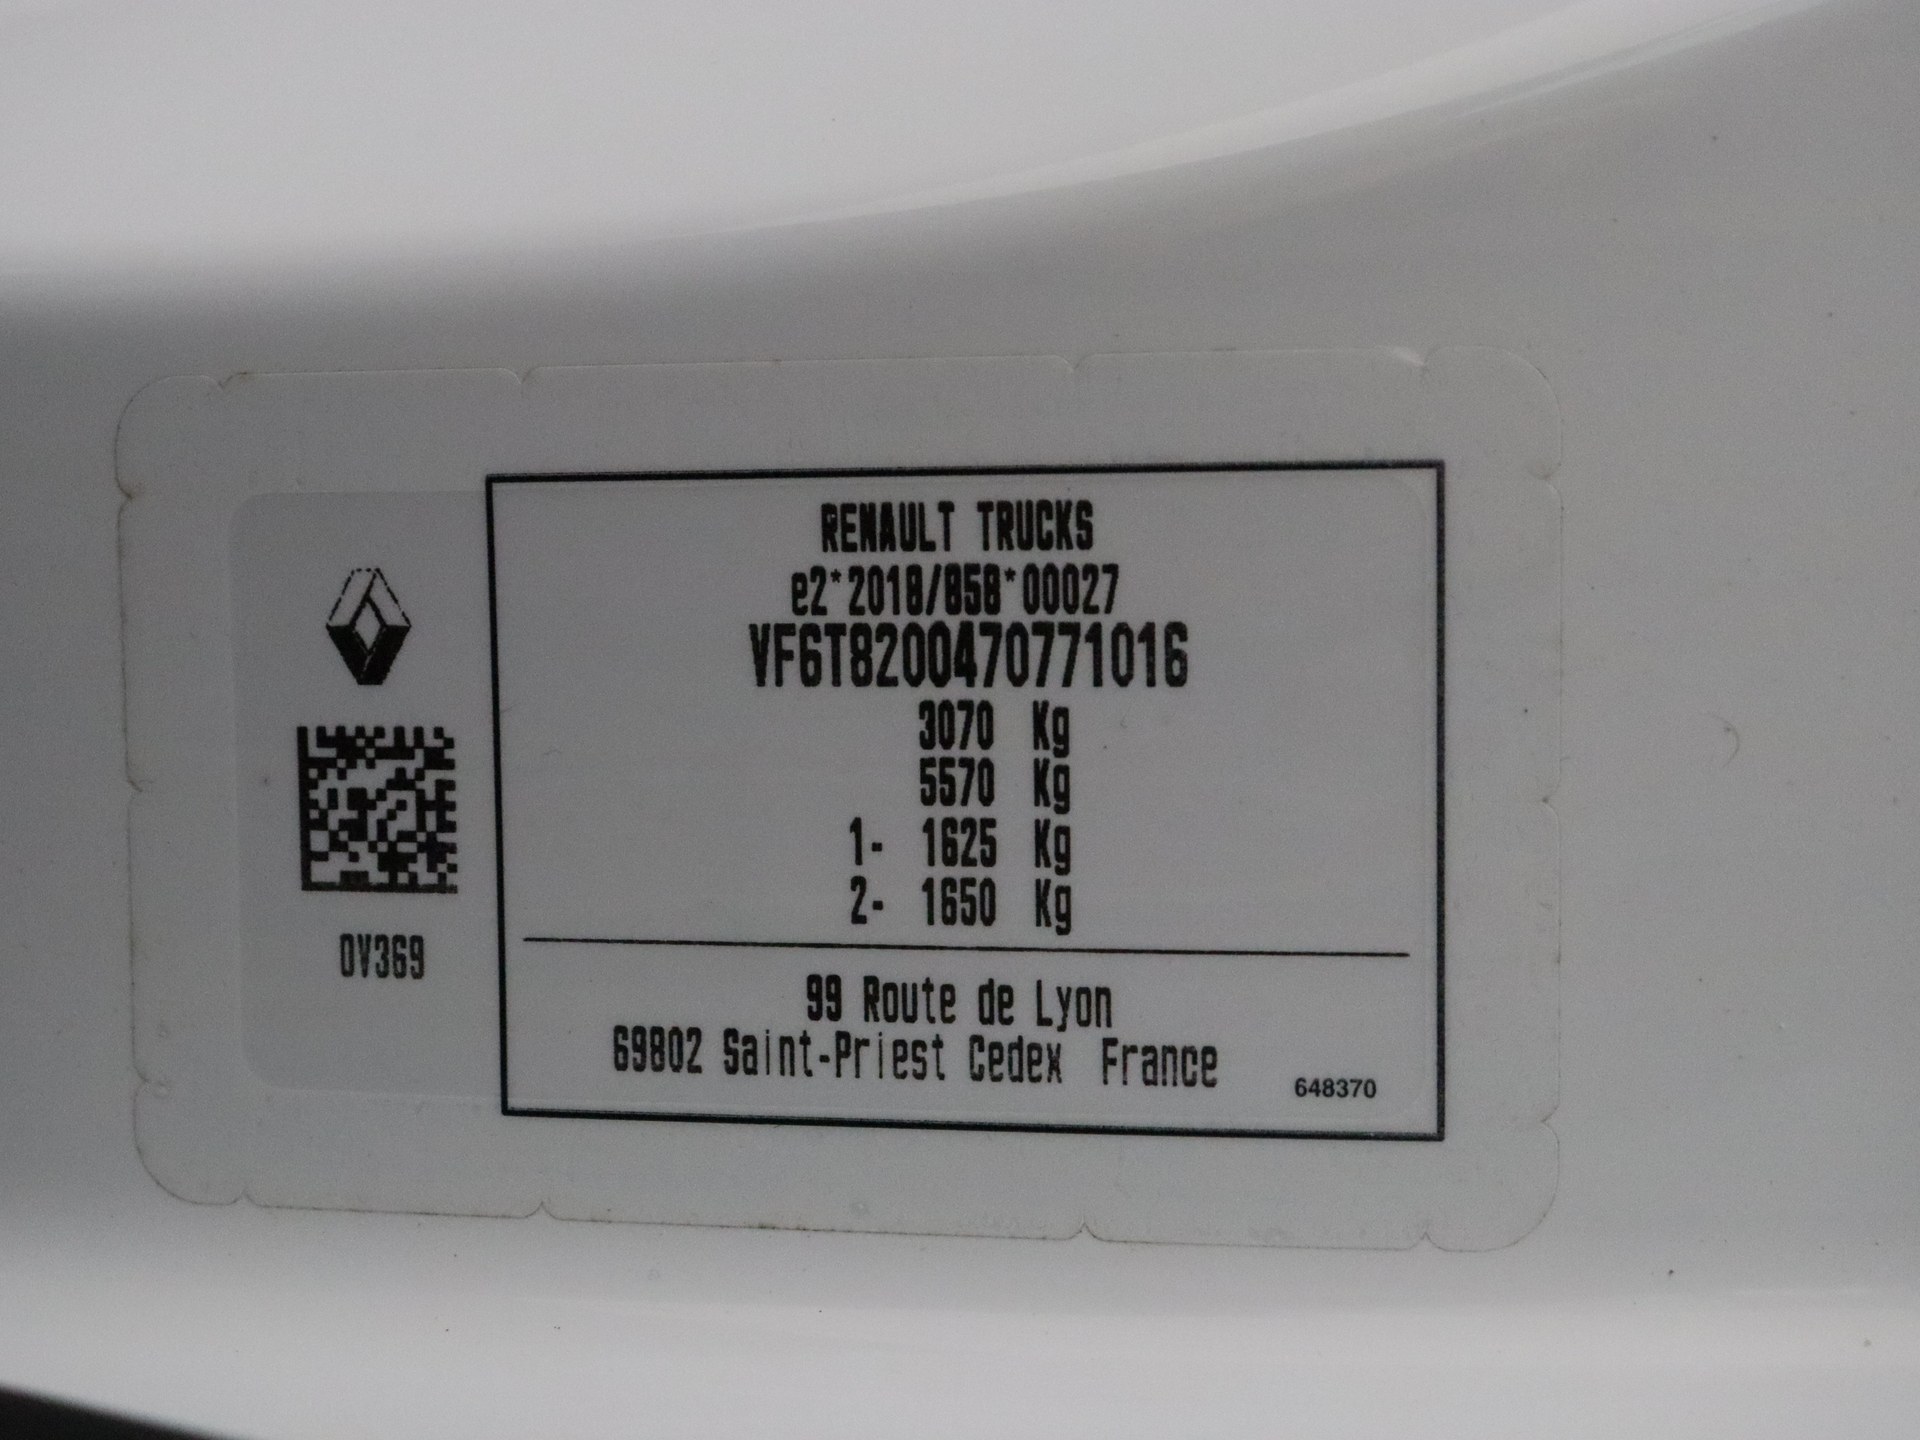 RENAULT TRUCKS
e2*2018/858*00027
VF6T8200470771016
3070 Kg
5570 Kg
1- 1625 Kg
2- 1650 Kg
0V369
99 Route de Lyon
69802 Saint-Priest Cedex France
648370